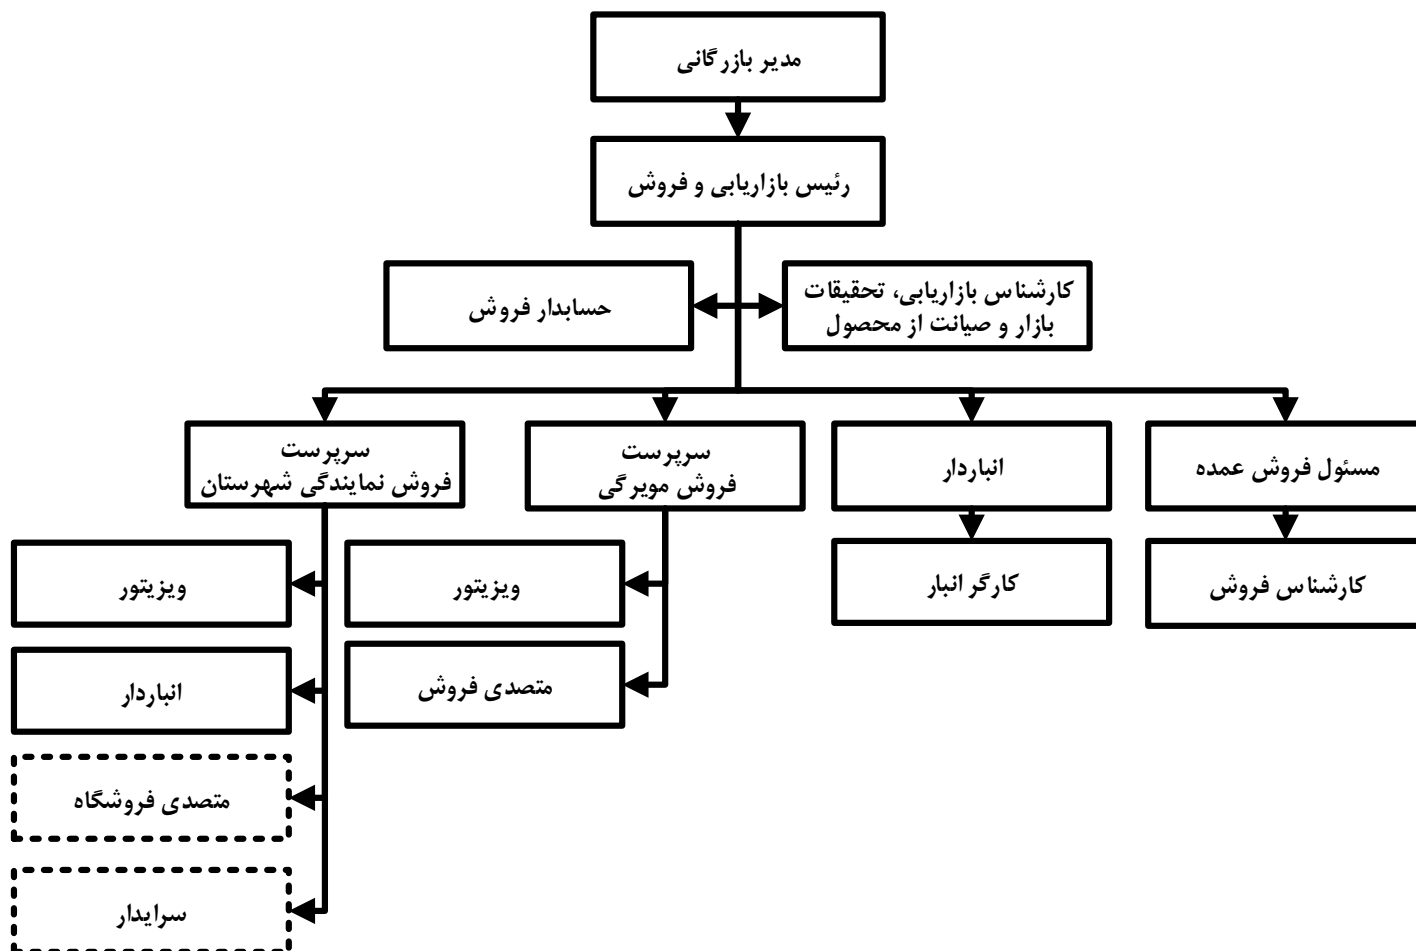 مدیر بازرگانی
رئیس بازاریابی و فروش
کارشناس بازاریابی، تحقیقات
بازار و صیانت از محصول
حسابدار فروش
مسئول فروش عمده
انباردار
سرپرست
فروش مویرگی
سرپرست
فروش نمایندگی شهرستان
کارشناس فروش
کارگر انبار
ویزیتور
ویزیتور
متصدی فروش
انباردار
متصدی فروشگاه
سرایدار